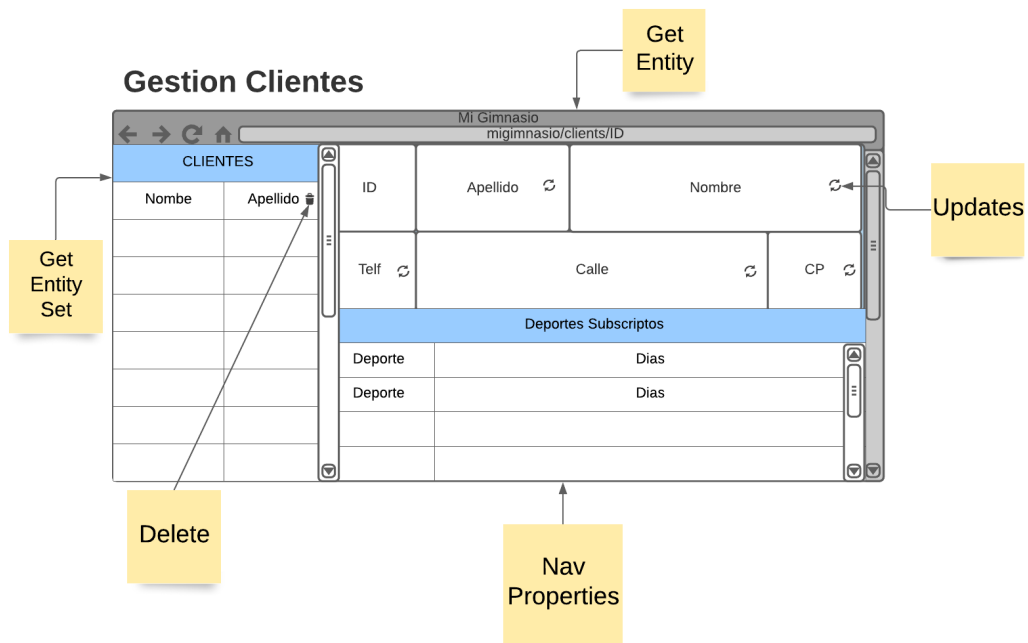 Get
Entity
Gestion Clientes
Mi Gimnasio
migimnasio/clients/ID
CLIENTES
Nombe
Apellido
ID
Apellido
Nombre
Updates
Get
Entity
Set
Telf
Calle
CP
Deportes Subscriptos
Deporte
Dias
Deporte
Dias
Delete
Nav
Properties